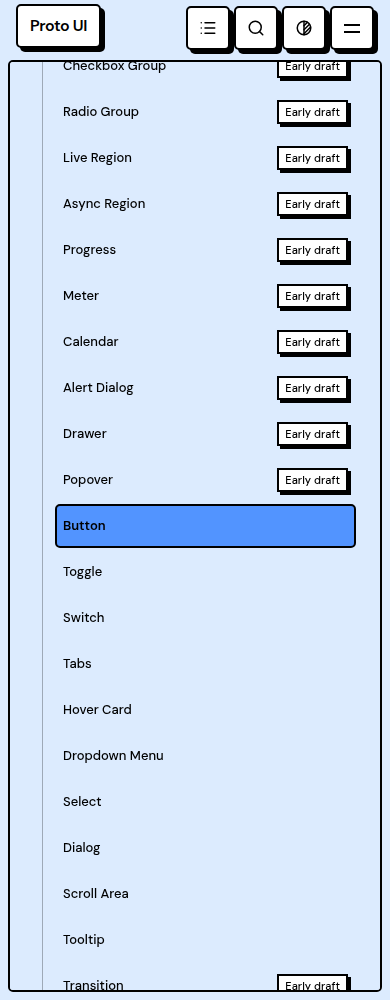 Proto UI
Checkbox Group Early draft
Radio Group Early draft
Live Region Early draft
Async Region Early draft
Progress Early draft
Meter Early draft
Calendar Early draft
Alert Dialog Early draft
Drawer Early draft
Popover Early draft
Button
Toggle
Switch
Tabs
Hover Card
Dropdown Menu
Select
Dialog
Scroll Area
Tooltip
Transition Early draft